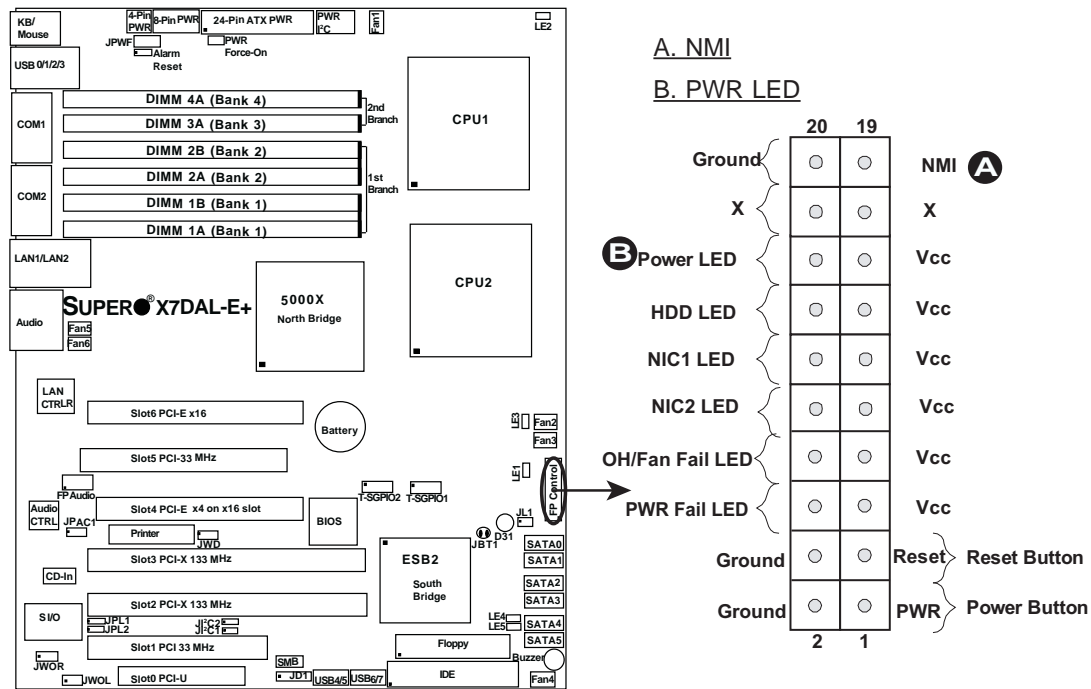 KB/
Mouse
4-Pin
PWR
8-Pin PWR
24-Pin ATX PWR
PWR
I²C
Fan1
LE2
JPWF
Alarm
Reset
PWR
Force-On
USB 0/1/2/3
COM1
COM2
DIMM 4A (Bank 4)
DIMM 3A (Bank 3)
2nd
Branch
DIMM 2B (Bank 2)
DIMM 2A (Bank 2)
1st
Branch
DIMM 1B (Bank 1)
DIMM 1A (Bank 1)
CPU1
CPU2
LAN1/LAN2
Audio
SUPER® X7DAL-E+
Fan5
Fan6
5000X
North Bridge
LAN
CTRLR
Slot6 PCI-E x16
Battery
LE3
Fan2
Fan3
Slot5 PCI-33 MHz
LE1
FP Control
FP Audio
T-SGPIO2
T-SGPIO1
Audio
CTRL
JPAC1
Slot4 PCI-E x4 on x16 slot
BIOS
JL1
Printer
JWD
JBT1
D31
Slot3 PCI-X 133 MHz
ESB2
South
Bridge
SATA0
SATA1
SATA2
SATA3
SATA4
SATA5
CD-In
Slot2 PCI-X 133 MHz
S I/O
JPL1
JPL2
JI²C2
JI²C1
LE4
LE5
Slot1 PCI 33 MHz
Floppy
Buzzer
JWOR
SMB
JWOL
Slot0 PCI-U
JD1
USB4/5
USB6/7
IDE
Fan4
A. NMI
B. PWR LED
20 19
Ground NMI A
X X
B Power LED Vcc
HDD LED Vcc
NIC1 LED Vcc
NIC2 LED Vcc
OH/Fan Fail LED Vcc
PWR Fail LED Vcc
Ground Reset Reset Button
Ground PWR Power Button
2 1